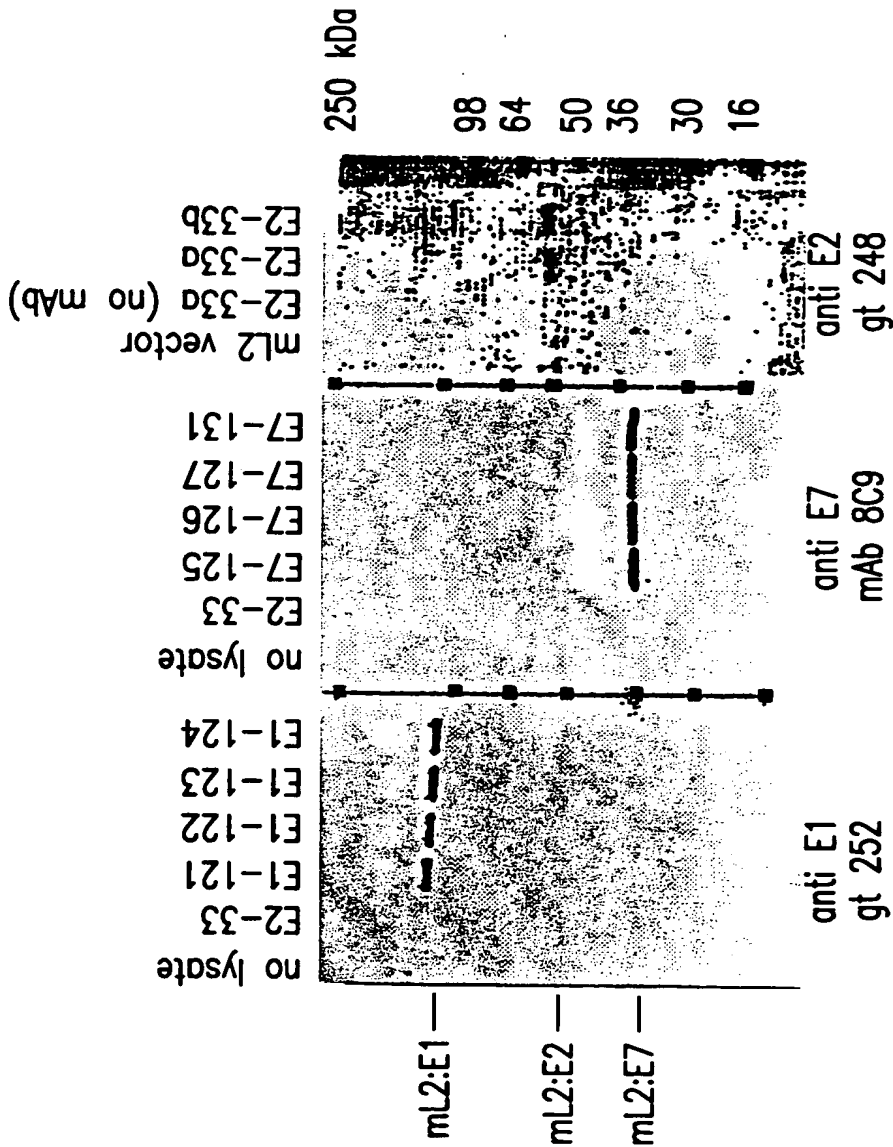 no lysate
E2-33
E1-121
E1-122
E1-123
E1-124
no lysate
E2-33
E7-125
E7-126
E7-127
E7-131
mL2 vector
E2-33a (no mAb)
E2-33a
E2-33b
250 kDa
98
64
50
36
30
16
mL2:E1
mL2:E2
mL2:E7
anti E1
gt 252
anti E7
mAb 8C9
anti E2
gt 248